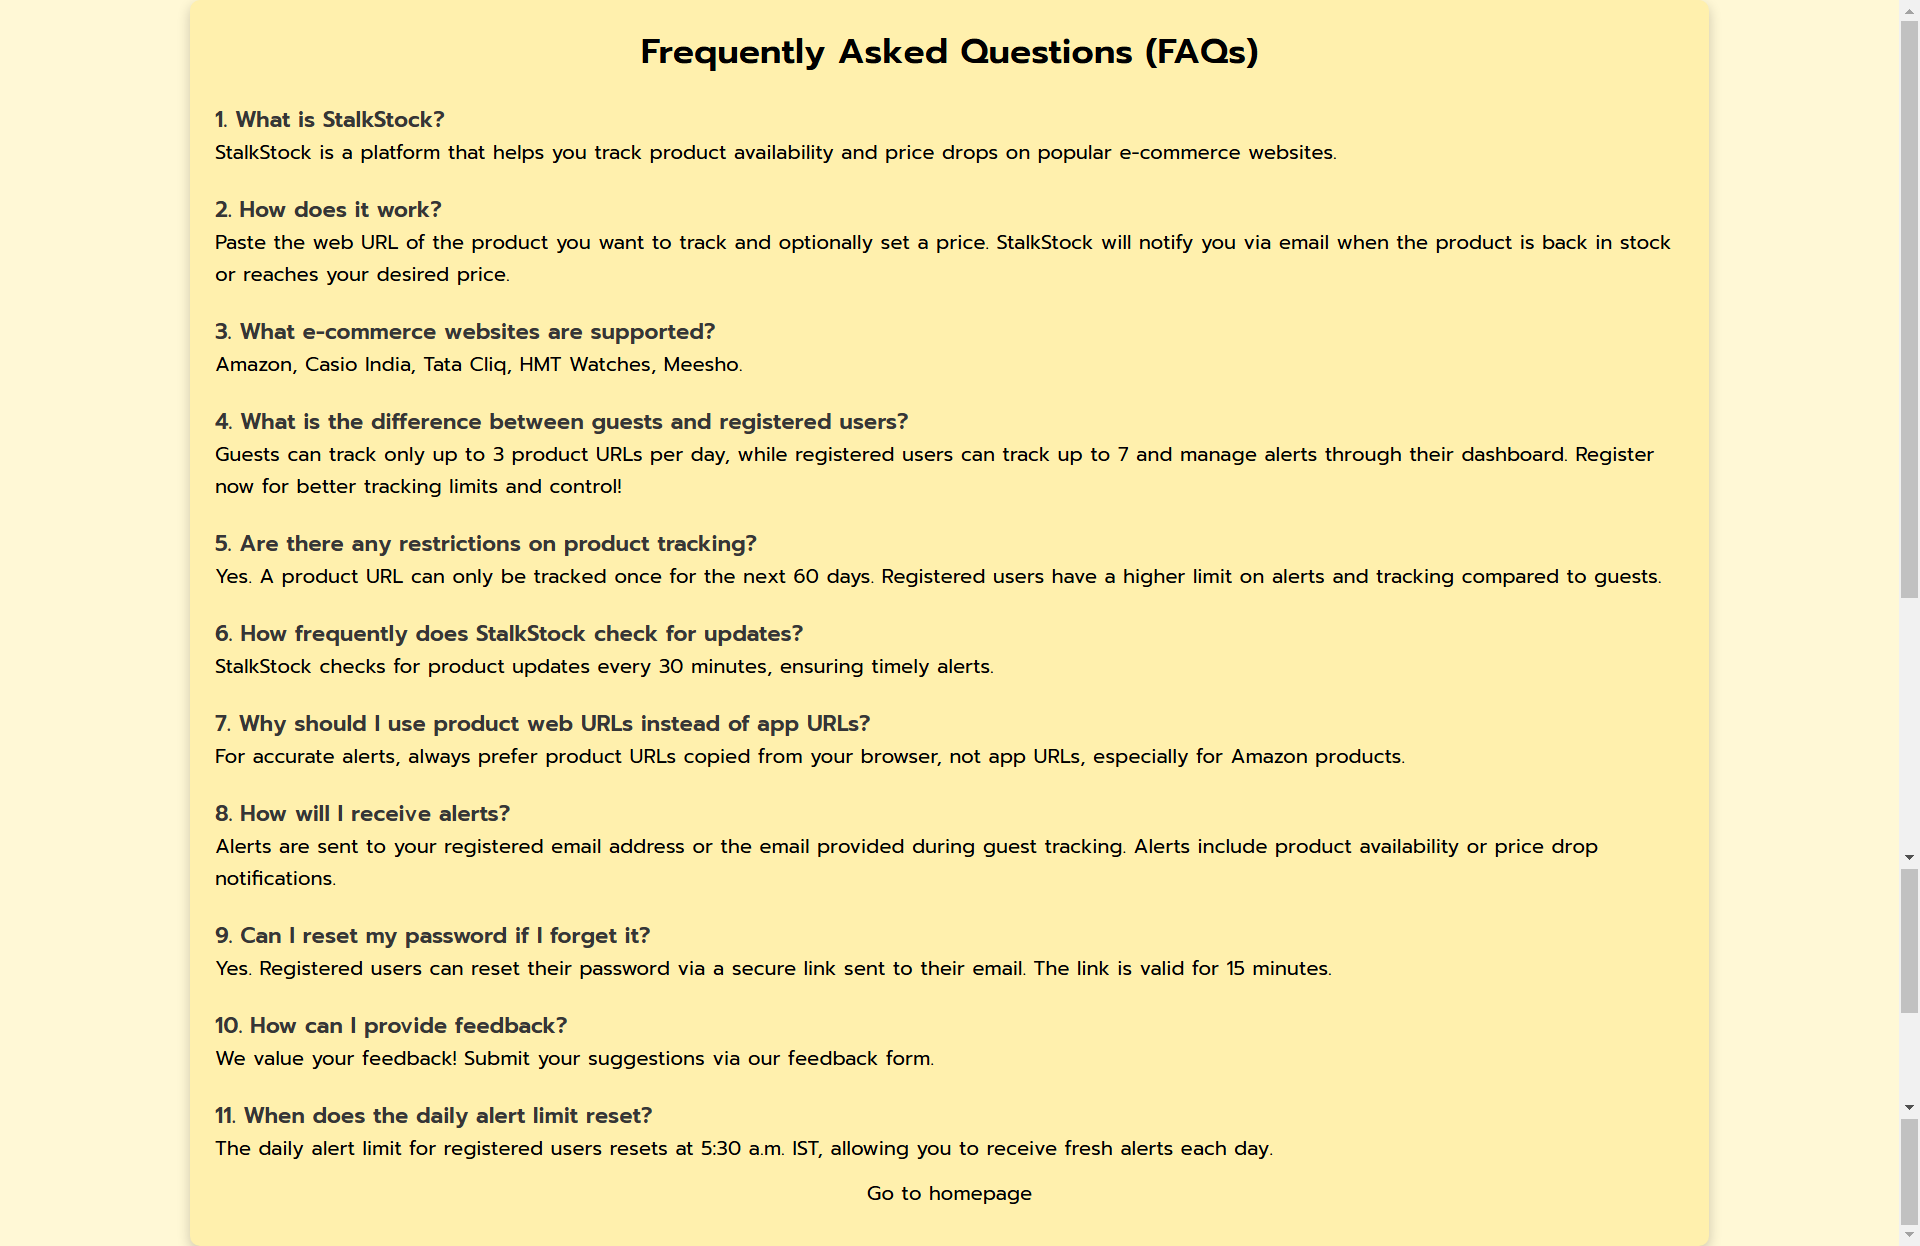 Frequently Asked Questions (FAQs)
1. What is StalkStock?
StalkStock is a platform that helps you track product availability and price drops on popular e-commerce websites.
2. How does it work?
Paste the web URL of the product you want to track and optionally set a price. StalkStock will notify you via email when the product is back in stock
or reaches your desired price.
3. What e-commerce websites are supported?
Amazon, Casio India, Tata Cliq, HMT Watches, Meesho.
4. What is the difference between guests and registered users?
Guests can track only up to 3 product URLs per day, while registered users can track up to 7 and manage alerts through their dashboard. Register
now for better tracking limits and control!
5. Are there any restrictions on product tracking?
Yes. A product URL can only be tracked once for the next 60 days. Registered users have a higher limit on alerts and tracking compared to guests.
6. How frequently does StalkStock check for updates?
StalkStock checks for product updates every 30 minutes, ensuring timely alerts.
7. Why should I use product web URLs instead of app URLs?
For accurate alerts, always prefer product URLs copied from your browser, not app URLs, especially for Amazon products.
8. How will I receive alerts?
Alerts are sent to your registered email address or the email provided during guest tracking. Alerts include product availability or price drop
notifications.
9. Can I reset my password if I forget it?
Yes. Registered users can reset their password via a secure link sent to their email. The link is valid for 15 minutes.
10. How can I provide feedback?
We value your feedback! Submit your suggestions via our feedback form.
11. When does the daily alert limit reset?
The daily alert limit for registered users resets at 5:30 a.m. IST, allowing you to receive fresh alerts each day.
Go to homepage